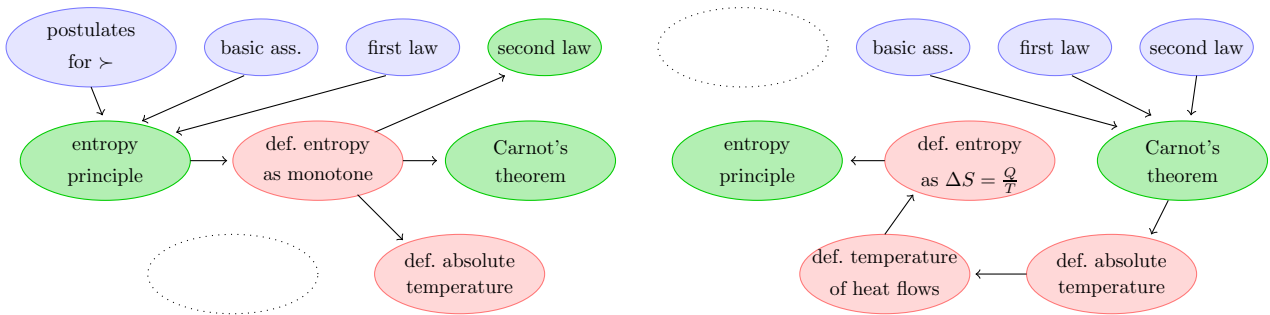 postulates
for ≻
basic ass.
first law
second law
entropy
principle
def. entropy
as monotone
Carnot's
theorem
def. absolute
temperature
basic ass.
first law
second law
entropy
principle
def. entropy
as ΔS = Q/T
Carnot's
theorem
def. temperature
of heat flows
def. absolute
temperature